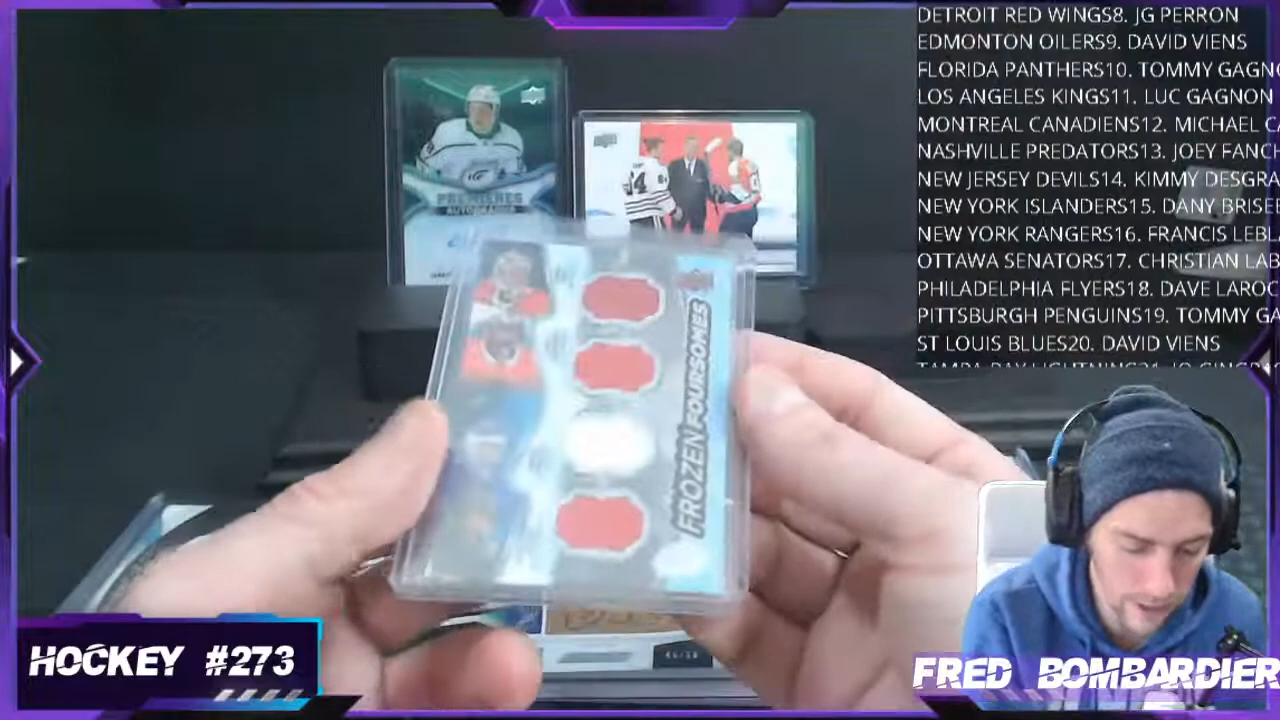 DETROIT RED WINGS8. JG PERRON
EDMONTON OILERS9. DAVID VIENS
FLORIDA PANTHERS10. TOMMY GAGN
LOS ANGELES KINGS11. LUC GAGNON
MONTREAL CANADIENS12. MICHAEL C
NASHVILLE PREDATORS13. JOEY FANCH
NEW JERSEY DEVILS14. KIMMY DESGRA
NEW YORK ISLANDERS15. DANY BRISE
NEW YORK RANGERS16. FRANCIS LEBL
OTTAWA SENATORS17. CHRISTIAN LAB
PHILADELPHIA FLYERS18. DAVE LAROC
PITTSBURGH PENGUINS19. TOMMY GA
ST LOUIS BLUES20. DAVID VIENS
PREMIERES
AUTOGRAPHS
84
FROZEN FOURSOMES
HOCKEY #273
FRED BOMBARDIER